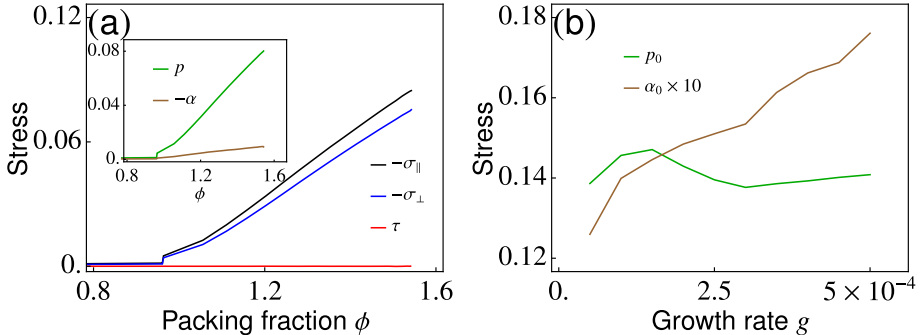 (a)
0.12
0.06
0.
Stress
0.8
1.2
1.6
Packing fraction ϕ
−σ∥
−σ⊥
τ
0.08
0.04
0.
p
−α
0.8
1.2
1.6
ϕ
(b)
0.18
0.16
0.14
0.12
Stress
p₀
α₀ × 10
0.
2.5
5 × 10⁻⁴
Growth rate g